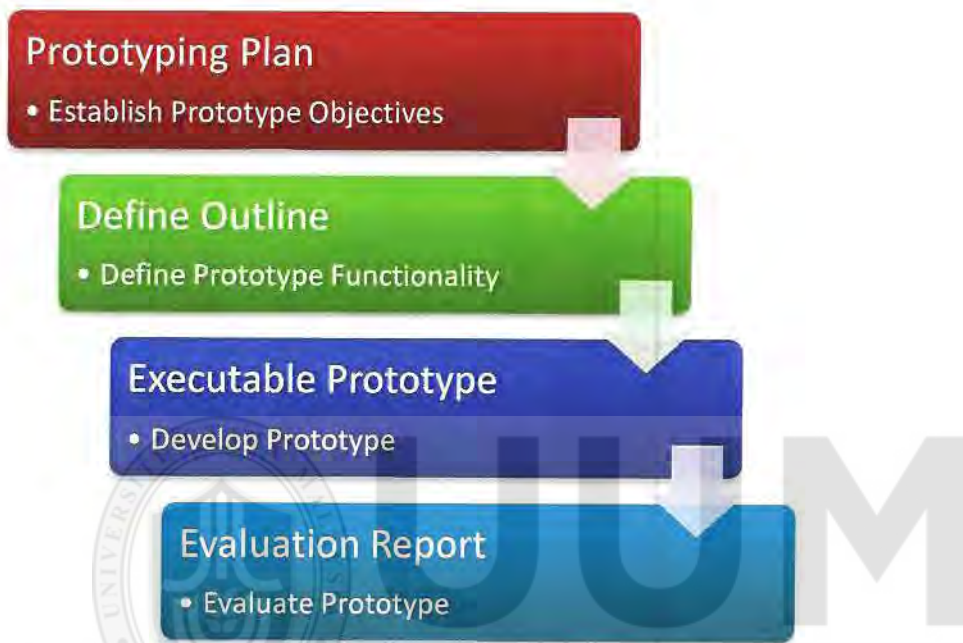 Prototyping Plan
• Establish Prototype Objectives
Define Outline
• Define Prototype Functionality
Executable Prototype
• Develop Prototype
Evaluation Report
• Evaluate Prototype
UUM